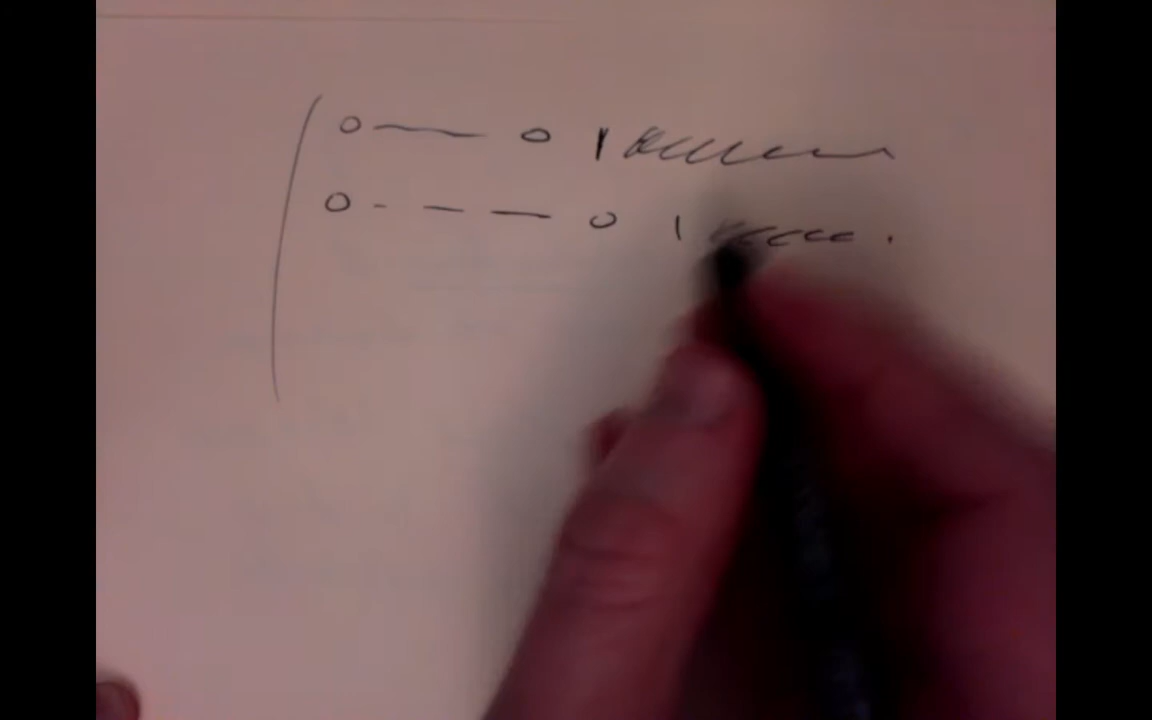 ( 0 — 0 1
0 - — — 0 1